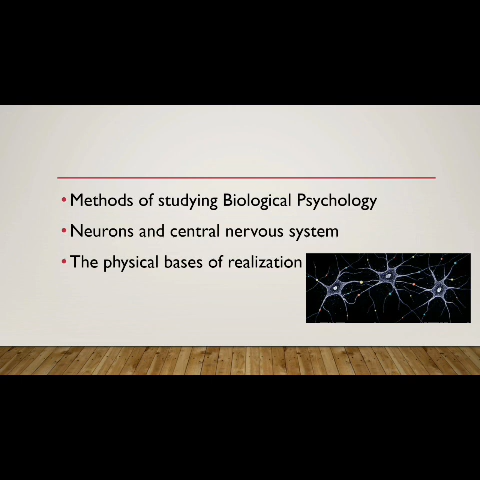 • Methods of studying Biological Psychology
• Neurons and central nervous system
• The physical bases of realization